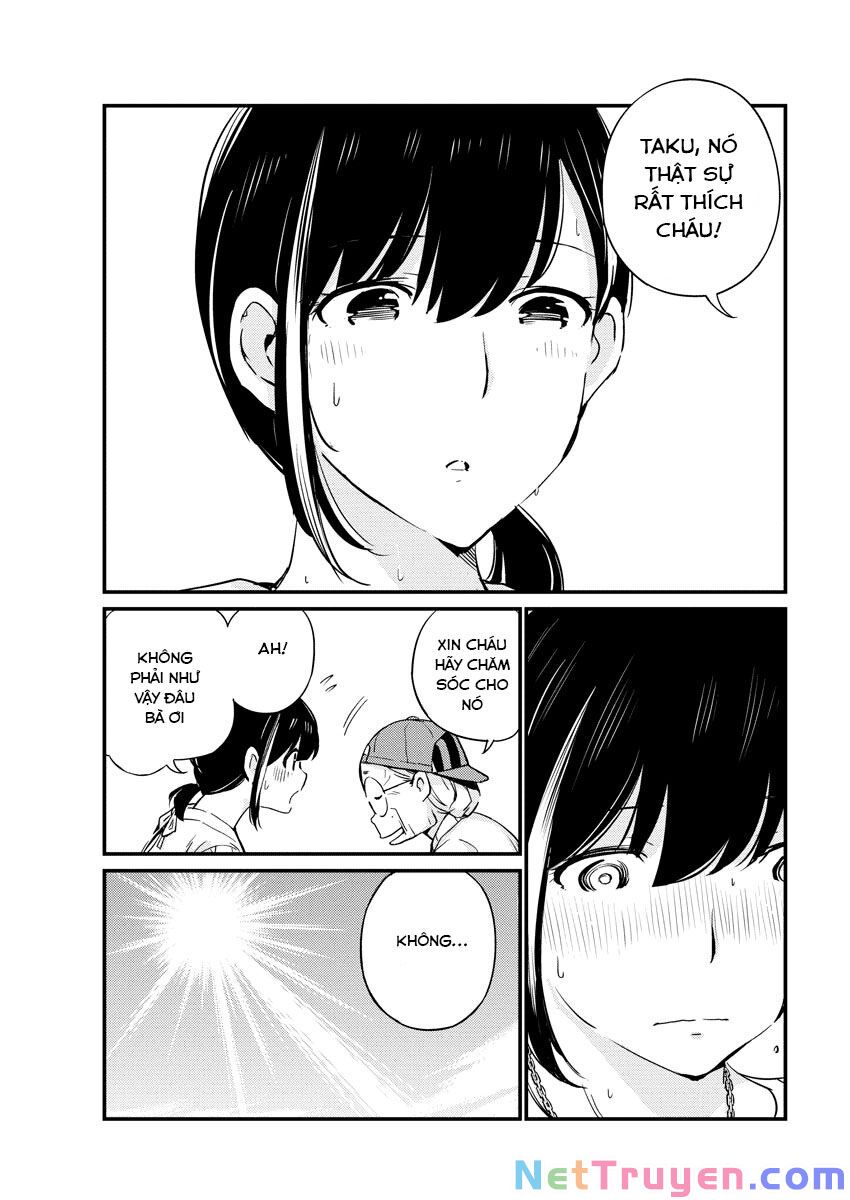 TAKU, NÓ
THẬT SỰ
RẤT THÍCH
CHÁU!
XIN CHÁU
HÃY CHĂM
SÓC CHO
NÓ
AH!
KHÔNG
PHẢI NHƯ
VẬY ĐÂU
BÀ ƠI
KHÔNG...
NetTruyen.com